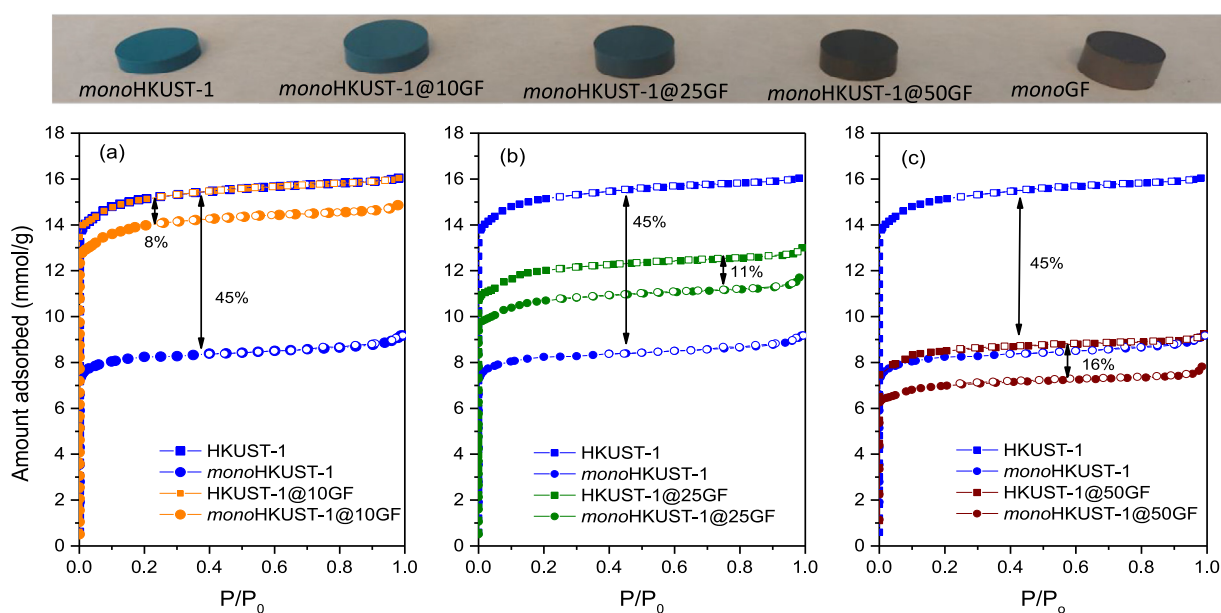 monoHKUST-1
monoHKUST-1@10GF
monoHKUST-1@25GF
monoHKUST-1@50GF
monoGF
Amount adsorbed (mmol/g)
(a)
18
16
14
12
10
8
6
4
2
0
8%
45%
HKUST-1
monoHKUST-1
HKUST-1@10GF
monoHKUST-1@10GF
0.0 0.2 0.4 0.6 0.8 1.0
P/P0
(b)
18
16
14
12
10
8
6
4
2
0
45%
11%
HKUST-1
monoHKUST-1
HKUST-1@25GF
monoHKUST-1@25GF
0.0 0.2 0.4 0.6 0.8 1.0
P/P0
(c)
18
16
14
12
10
8
6
4
2
0
45%
16%
HKUST-1
monoHKUST-1
HKUST-1@50GF
monoHKUST-1@50GF
0.0 0.2 0.4 0.6 0.8 1.0
P/Po